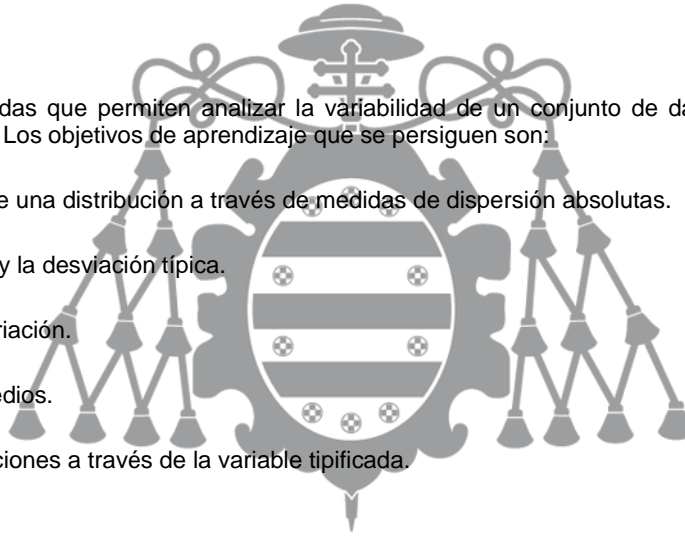 das que permiten analizar la variabilidad de un conjunto de da
Los objetivos de aprendizaje que se persiguen son:
e una distribución a través de medidas de dispersión absolutas.
y la desviación típica.
riación.
edios.
ciones a través de la variable tipificada.